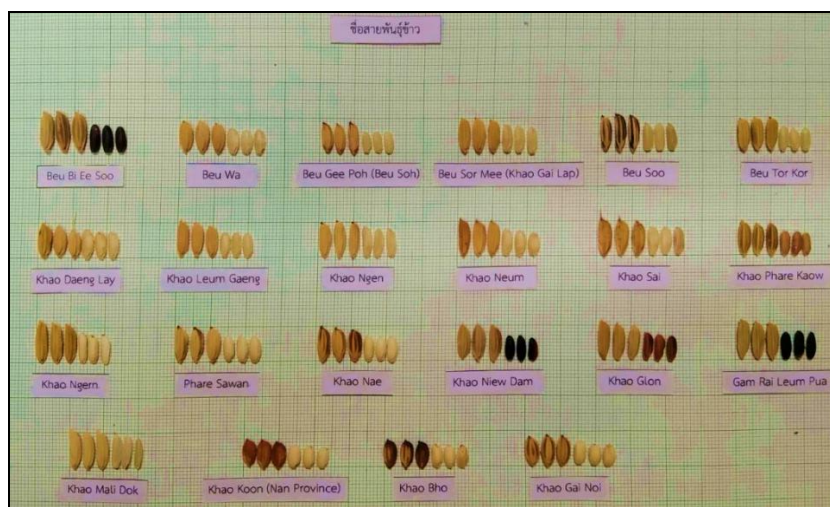 ชื่อสายพันธุ์ข้าว
Beu Bi Ee Soo
Beu Wa
Beu Gee Poh (Beu Soh)
Beu Sor Mee (Khao Gai Lap)
Beu Soo
Beu Tor Kor
Khao Daeng Lay
Khao Leum Gaeng
Khao Ngen
Khao Neum
Khao Sai
Khao Phare Kaow
Khao Ngern
Phare Sawan
Khao Nae
Khao Niew Dam
Khao Glon
Gam Rai Leum Pua
Khao Mali Dok
Khao Koon (Nan Province)
Khao Bho
Khao Gai Noi